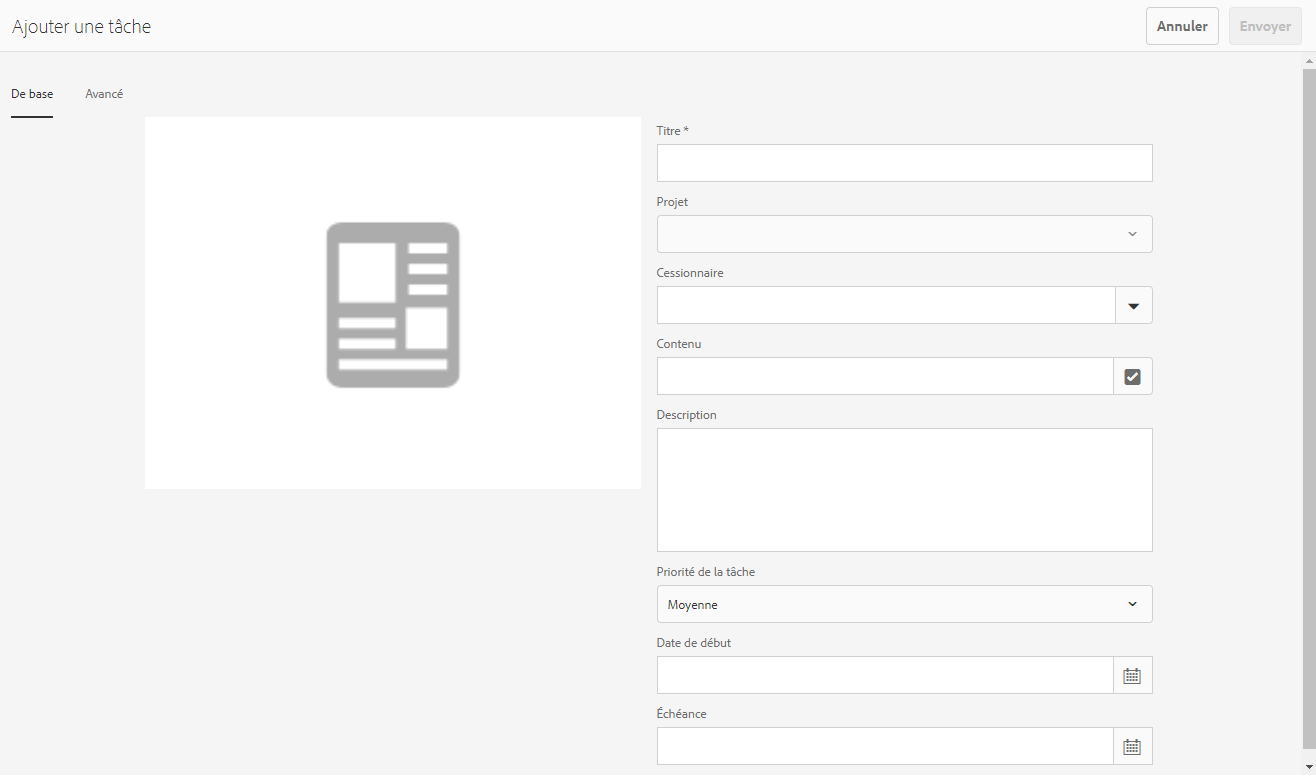 Ajouter une tâche
Annuler
Envoyer
De base
Avancé
Titre *
Projet
Cessionnaire
Contenu
Description
Priorité de la tâche
Moyenne
Date de début
Échéance